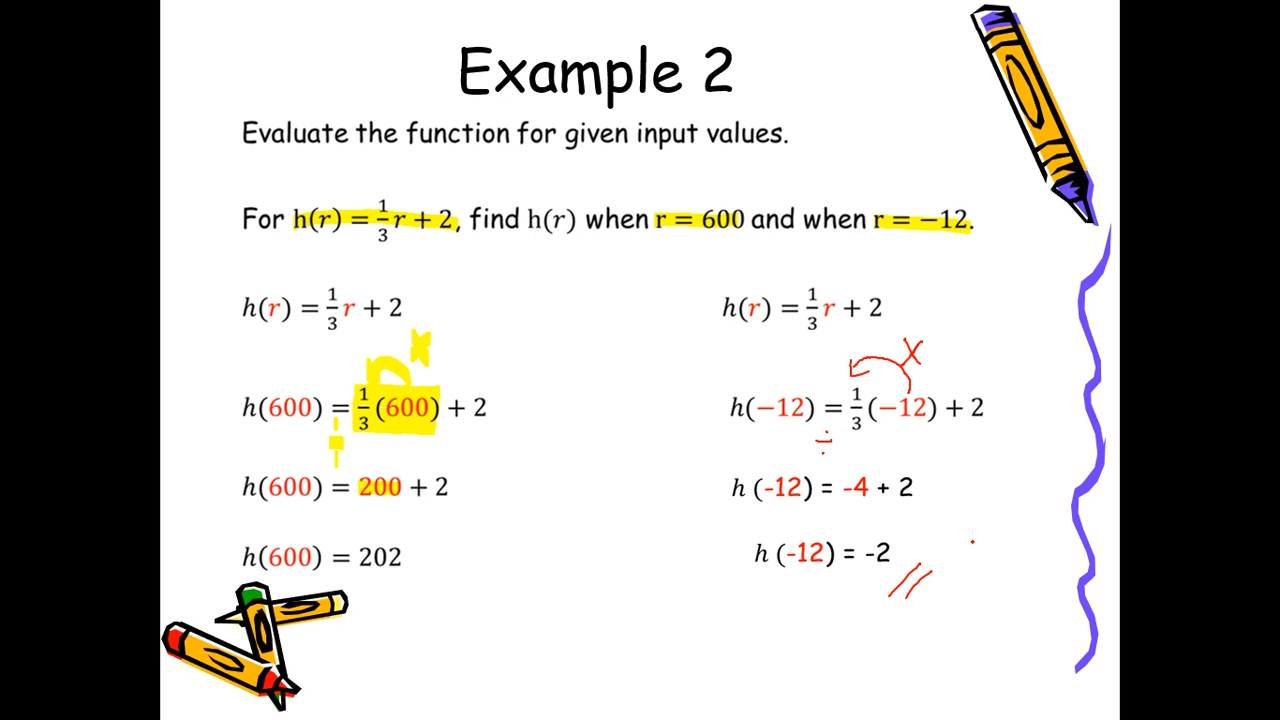 Example 2
Evaluate the function for given input values.
For h(r) = 1/3 r + 2, find h(r) when r = 600 and when r = −12.
h(r) = 1/3 r + 2
h(600) = 1/3 (600) + 2
h(600) = 200 + 2
h(600) = 202
h(r) = 1/3 r + 2
x
h(−12) = 1/3 (−12) + 2
÷
h (-12) = -4 + 2
h (-12) = -2